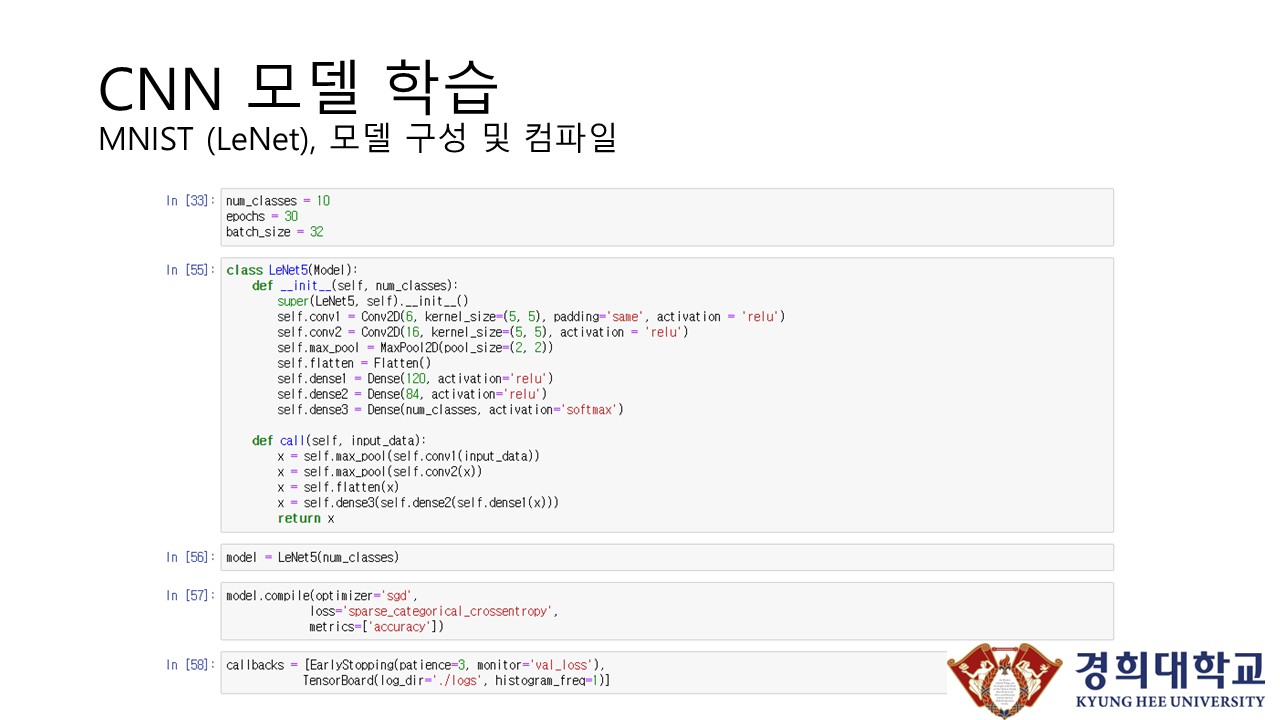 CNN 모델 학습
MNIST (LeNet), 모델 구성 및 컴파일
In [33]:
num_classes = 10
epochs = 30
batch_size = 32
In [55]:
class LeNet5(Model):
    def __init__(self, num_classes):
        super(LeNet5, self).__init__()
        self.conv1 = Conv2D(6, kernel_size=(5, 5), padding='same', activation = 'relu')
        self.conv2 = Conv2D(16, kernel_size=(5, 5), activation = 'relu')
        self.max_pool = MaxPool2D(pool_size=(2, 2))
        self.flatten = Flatten()
        self.dense1 = Dense(120, activation='relu')
        self.dense2 = Dense(84, activation='relu')
        self.dense3 = Dense(num_classes, activation='softmax')
    def call(self, input_data):
        x = self.max_pool(self.conv1(input_data))
        x = self.max_pool(self.conv2(x))
        x = self.flatten(x)
        x = self.dense3(self.dense2(self.dense1(x)))
        return x
In [56]:
model = LeNet5(num_classes)
In [57]:
model.compile(optimizer='sgd',
             loss='sparse_categorical_crossentropy',
             metrics=['accuracy'])
In [58]:
callbacks = [EarlyStopping(patience=3, monitor='val_loss'),
            TensorBoard(log_dir='./logs', histogram_freq=1)]
경희대학교
KYUNG HEE UNIVERSITY